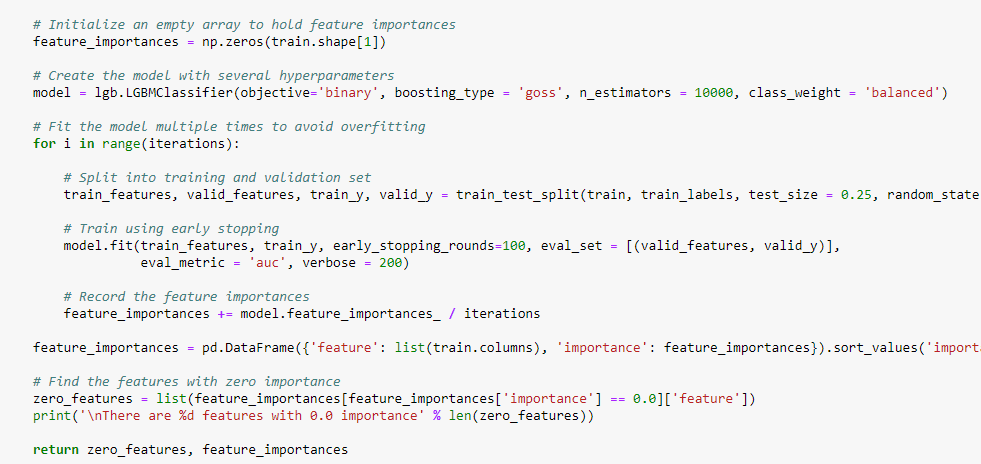 # Initialize an empty array to hold feature importances
feature_importances = np.zeros(train.shape[1])
# Create the model with several hyperparameters
model = lgb.LGBMClassifier(objective='binary', boosting_type = 'goss', n_estimators = 10000, class_weight = 'balanced')
# Fit the model multiple times to avoid overfitting
for i in range(iterations):
# Split into training and validation set
train_features, valid_features, train_y, valid_y = train_test_split(train, train_labels, test_size = 0.25, random_state
# Train using early stopping
model.fit(train_features, train_y, early_stopping_rounds=100, eval_set = [(valid_features, valid_y)],
eval_metric = 'auc', verbose = 200)
# Record the feature importances
feature_importances += model.feature_importances_ / iterations
feature_importances = pd.DataFrame({'feature': list(train.columns), 'importance': feature_importances}).sort_values('import
# Find the features with zero importance
zero_features = list(feature_importances[feature_importances['importance'] == 0.0]['feature'])
print('\nThere are %d features with 0.0 importance' % len(zero_features))
return zero_features, feature_importances